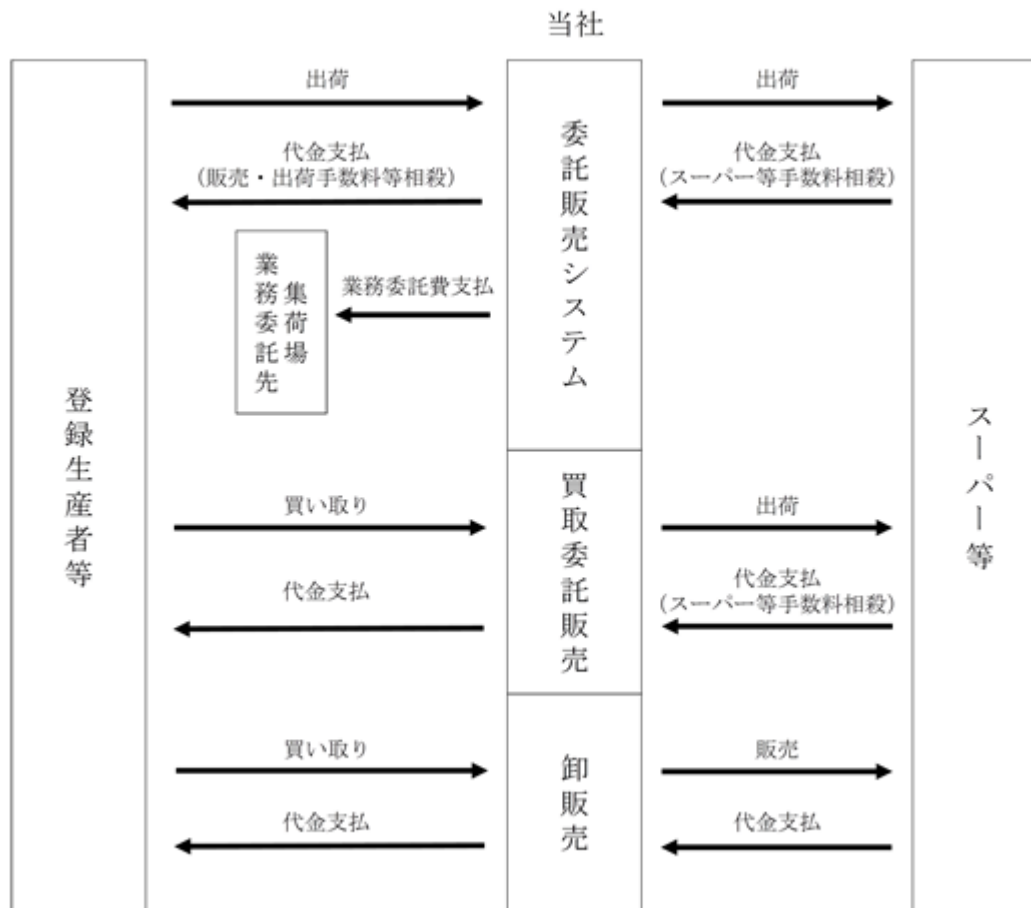 当社
登録生産者等
出荷
代金支払
（販売・出荷手数料等相殺）
集荷場
業務委託先
業務委託費支払
委託販売システム
出荷
代金支払
（スーパー等手数料相殺）
買い取り
代金支払
買取委託販売
出荷
代金支払
（スーパー等手数料相殺）
買い取り
代金支払
卸販売
販売
代金支払
スーパー等